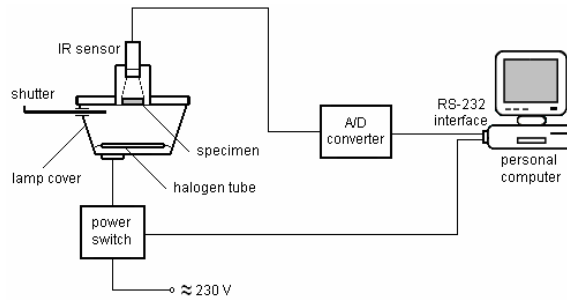 IR sensor
shutter
RS-232
interface
A/D
converter
specimen
personal
computer
lamp cover
halogen tube
power
switch
≈ 230 V